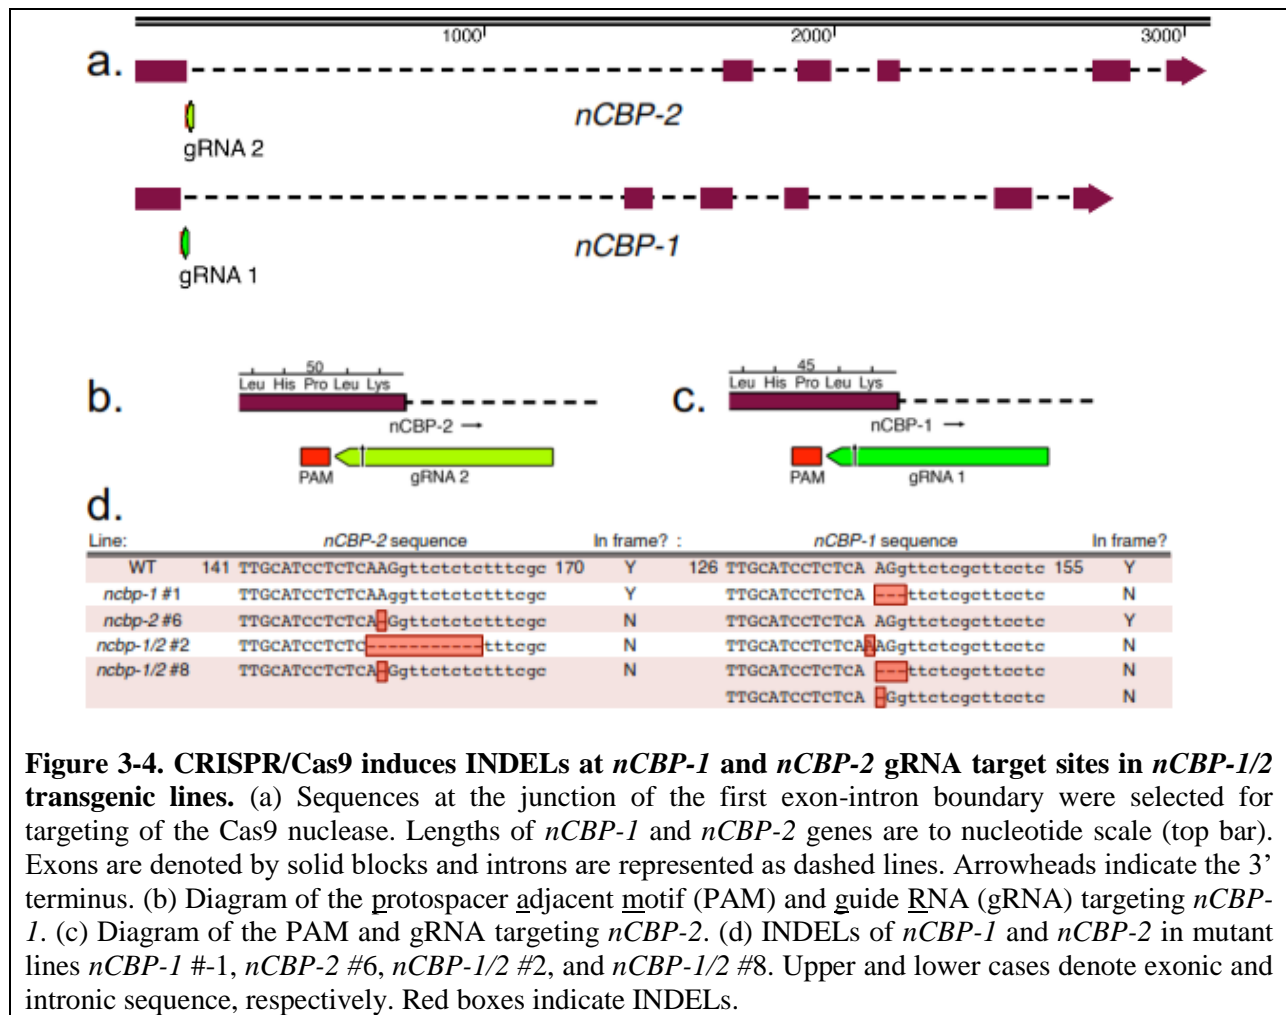 1000 2000 3000
a.
nCBP-2
gRNA 2
nCBP-1
gRNA 1
b.
50
Leu His Pro Leu Lys
nCBP-2 →
PAM gRNA 2
c.
45
Leu His Pro Leu Lys
nCBP-1 →
PAM gRNA 1
d.
Line: nCBP-2 sequence In frame? : nCBP-1 sequence In frame?
WT 141 TTGCATCCTCTCAAGgttctctctttcgc 170 Y 126 TTGCATCCTCTCA AGgttctcgcttcctc 155 Y
ncbp-1 #1 TTGCATCCTCTCAAggttctctctttcgc Y TTGCATCCTCTCA ---ttctcgcttcctc N
ncbp-2 #6 TTGCATCCTCTCA-Ggttctctctttcgc N TTGCATCCTCTCA AGgttctcgcttcctc Y
ncbp-1/2 #2 TTGCATCCTCTC-----------tttcgc N TTGCATCCTCTCAAAGgttctcgcttcctc N
ncbp-1/2 #8 TTGCATCCTCTCA-Ggttctctctttcgc N TTGCATCCTCTCA ---ttctcgcttcctc N
TTGCATCCTCTCA -Ggttctcgcttcctc N
Figure 3-4. CRISPR/Cas9 induces INDELs at nCBP-1 and nCBP-2 gRNA target sites in nCBP-1/2
transgenic lines. (a) Sequences at the junction of the first exon-intron boundary were selected for
targeting of the Cas9 nuclease. Lengths of nCBP-1 and nCBP-2 genes are to nucleotide scale (top bar).
Exons are denoted by solid blocks and introns are represented as dashed lines. Arrowheads indicate the 3’
terminus. (b) Diagram of the protospacer adjacent motif (PAM) and guide RNA (gRNA) targeting nCBP-
1. (c) Diagram of the PAM and gRNA targeting nCBP-2. (d) INDELs of nCBP-1 and nCBP-2 in mutant
lines nCBP-1 #-1, nCBP-2 #6, nCBP-1/2 #2, and nCBP-1/2 #8. Upper and lower cases denote exonic and
intronic sequence, respectively. Red boxes indicate INDELs.